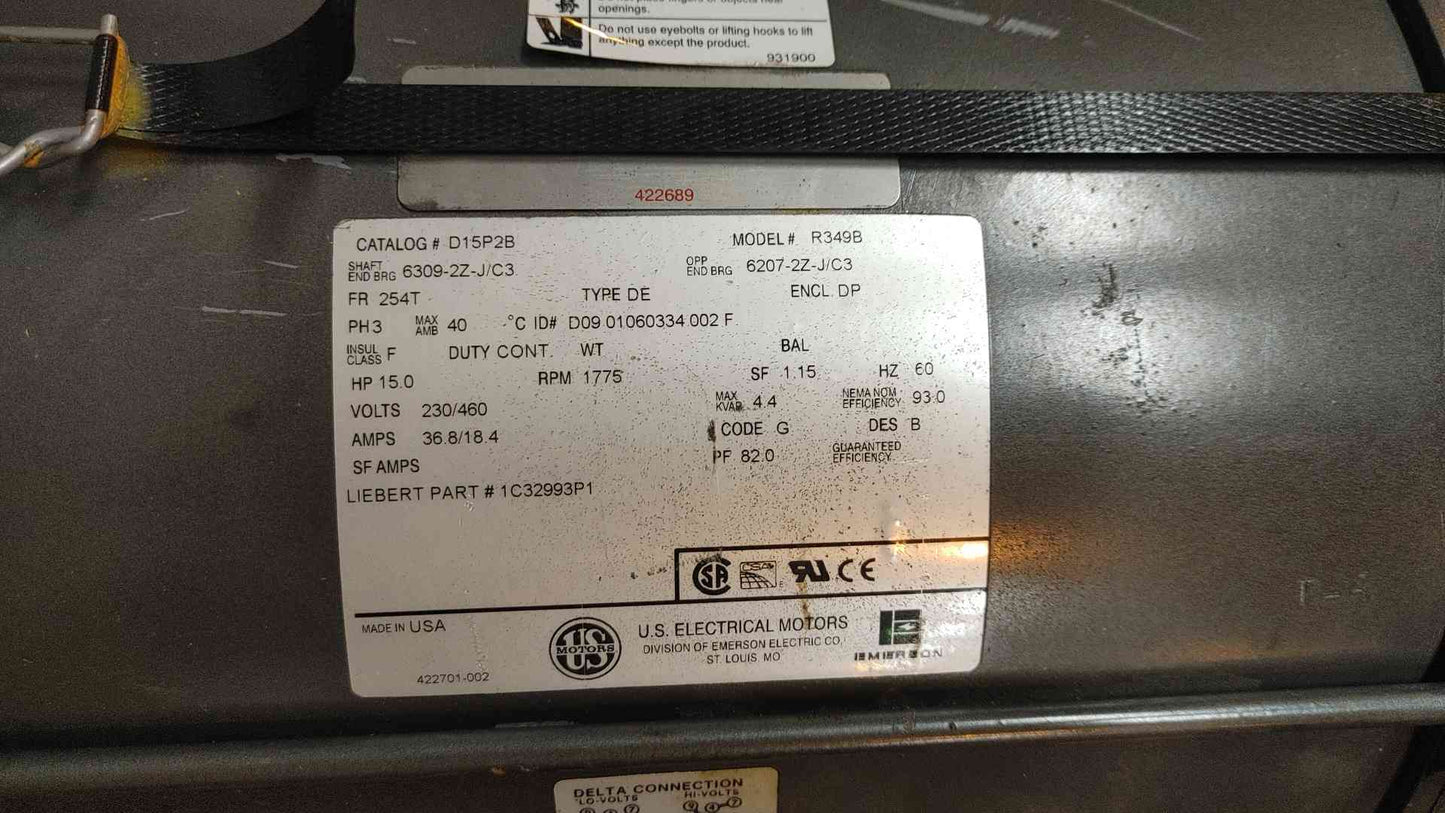 openings.
Do not use eyebolts or lifting hooks to lift
anything except the product.
931900
422689
CATALOG # D15P2B MODEL # R349B
SHAFT END BRG 6309-2Z-J/C3 OPP END BRG 6207-2Z-J/C3
FR 254T TYPE DE ENCL DP
PH 3 MAX AMB 40 °C ID# D09 01060334 002 F
INSUL CLASS F DUTY CONT. WT BAL
HP 15.0 RPM 1775 SF 1.15 HZ 60
VOLTS 230/460 MAX KVAR 4.4 NEMA NOM EFFICIENCY 93.0
AMPS 36.8/18.4 CODE G DES B
SF AMPS PF 82.0 GUARANTEED EFFICIENCY
LIEBERT PART # 1C32993P1
CSA CSA E UR CE
MADE IN USA
US MOTORS
U.S. ELECTRICAL MOTORS
DIVISION OF EMERSON ELECTRIC CO.
ST. LOUIS MO
EMERSON
422701-002
DELTA CONNECTION
LO-VOLTS HI-VOLTS